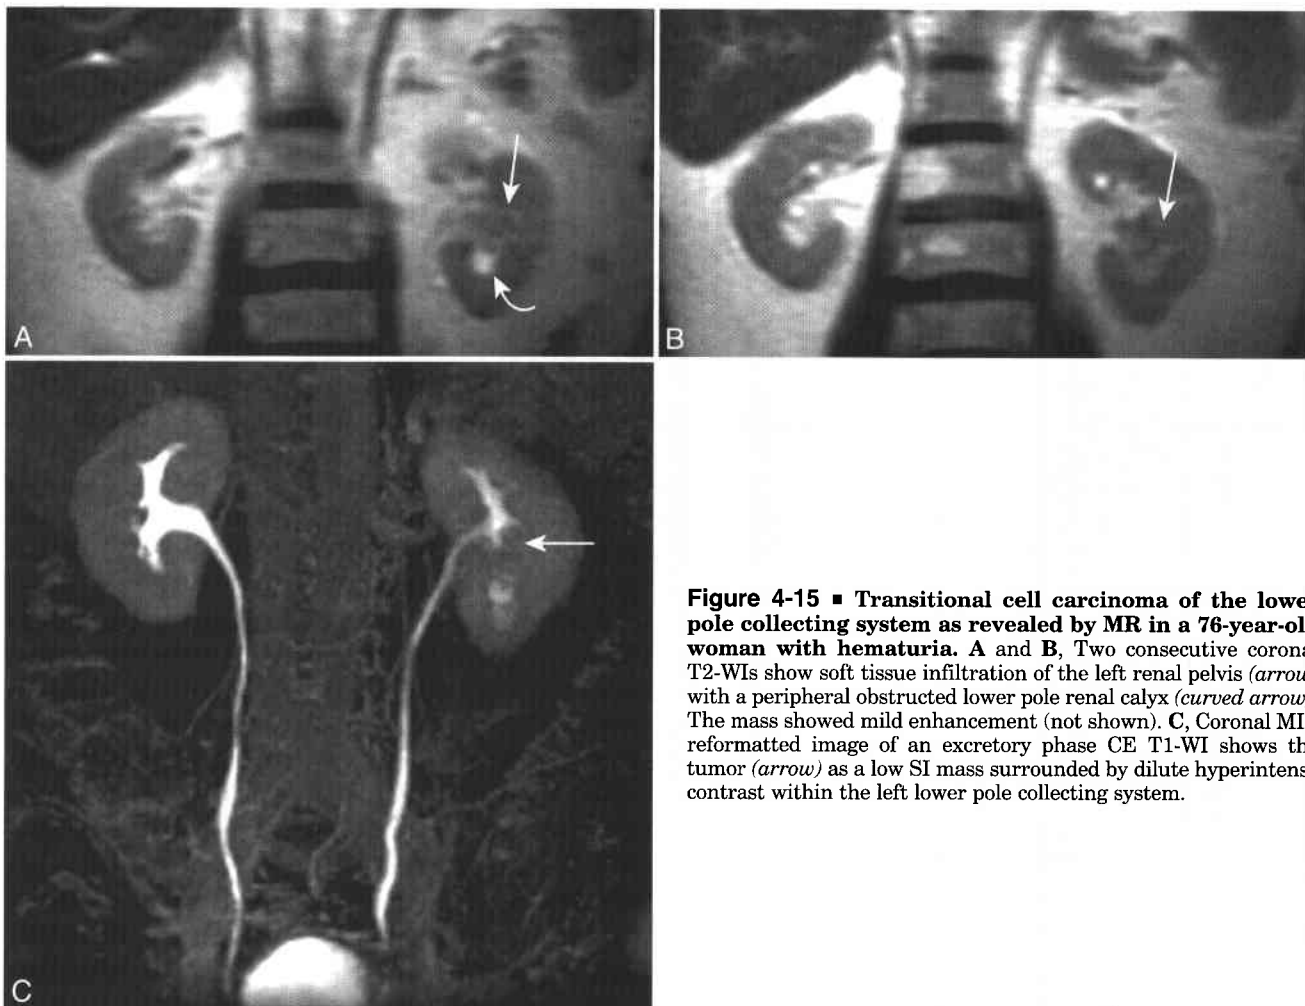 A
B
C
Figure 4-15 ■ Transitional cell carcinoma of the lowe
pole collecting system as revealed by MR in a 76-year-ol
woman with hematuria. A and B, Two consecutive corona
T2-WIs show soft tissue infiltration of the left renal pelvis (arrow
with a peripheral obstructed lower pole renal calyx (curved arrow
The mass showed mild enhancement (not shown). C, Coronal MI
reformatted image of an excretory phase CE T1-WI shows th
tumor (arrow) as a low SI mass surrounded by dilute hyperintens
contrast within the left lower pole collecting system.